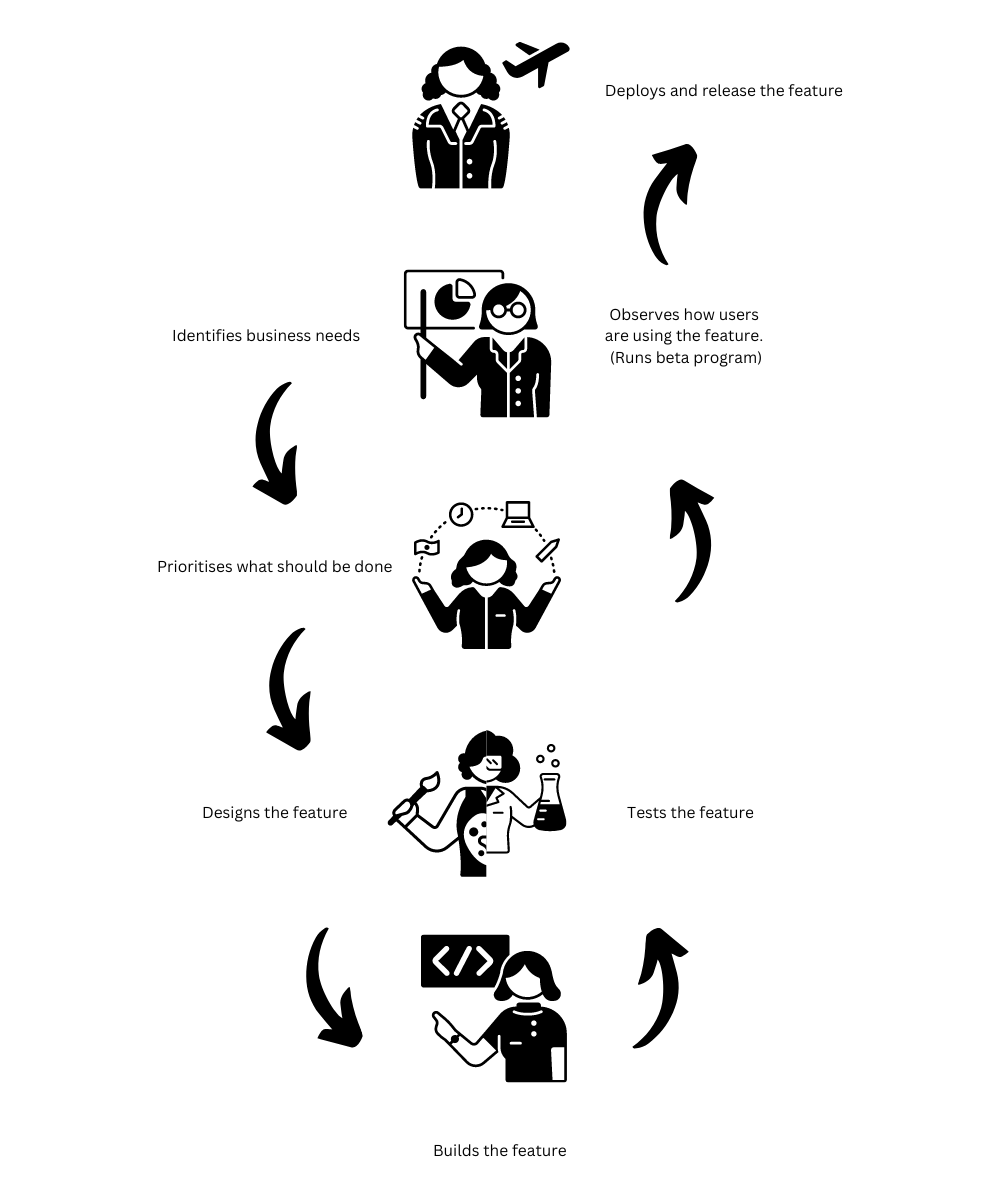 Deploys and release the feature
Identifies business needs
Observes how users
are using the feature.
(Runs beta program)
Prioritises what should be done
Designs the feature
Tests the feature
</>
Builds the feature